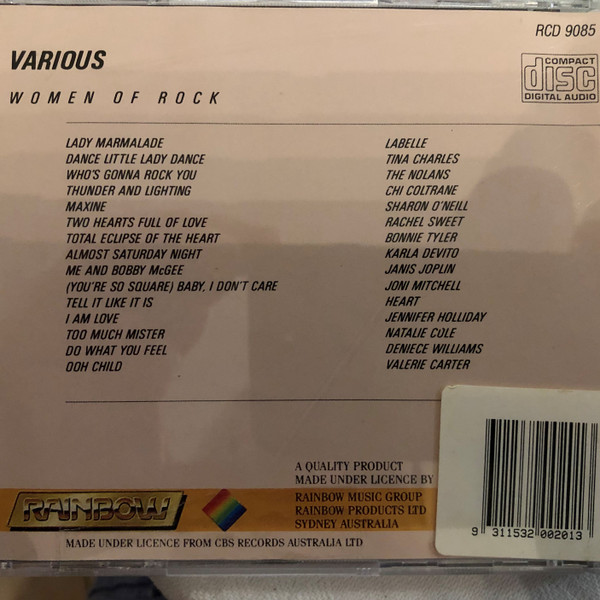 RCD 9085
VARIOUS
COMPACT
disc
DIGITAL AUDIO
WOMEN OF ROCK
LADY MARMALADE LABELLE
DANCE LITTLE LADY DANCE TINA CHARLES
WHO'S GONNA ROCK YOU THE NOLANS
THUNDER AND LIGHTING CHI COLTRANE
MAXINE SHARON O'NEILL
TWO HEARTS FULL OF LOVE RACHEL SWEET
TOTAL ECLIPSE OF THE HEART BONNIE TYLER
ALMOST SATURDAY NIGHT KARLA DEVITO
ME AND BOBBY McGEE JANIS JOPLIN
(YOU'RE SO SQUARE) BABY, I DON'T CARE JONI MITCHELL
TELL IT LIKE IT IS HEART
I AM LOVE JENNIFER HOLLIDAY
TOO MUCH MISTER NATALIE COLE
DO WHAT YOU FEEL DENIECE WILLIAMS
OOH CHILD VALERIE CARTER
A QUALITY PRODUCT
MADE UNDER LICENCE BY
RAINBOW
RAINBOW MUSIC GROUP
RAINBOW PRODUCTS LTD
SYDNEY AUSTRALIA
MADE UNDER LICENCE FROM CBS RECORDS AUSTRALIA LTD
9 311532 002013